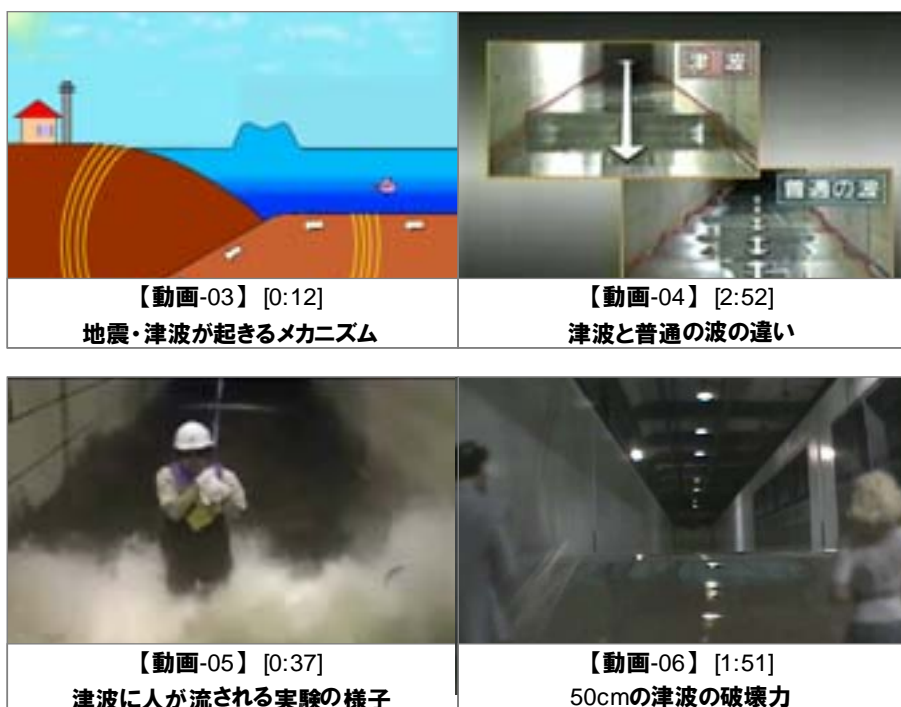 津波
普通の波
【動画-03】 [0:12]
地震・津波が起きるメカニズム
【動画-04】 [2:52]
津波と普通の波の違い
【動画-05】 [0:37]
津波に人が流される実験の様子
【動画-06】 [1:51]
50cmの津波の破壊力